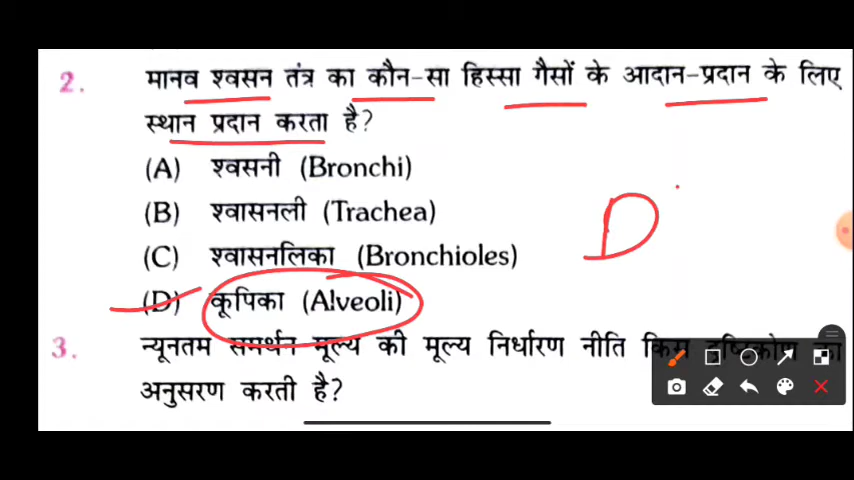 2. मानव श्वसन तंत्र का कौन-सा हिस्सा गैसों के आदान-प्रदान के लिए
स्थान प्रदान करता है?
(A) श्वसनी (Bronchi)
(B) श्वासनली (Trachea)
(C) श्वासनलिका (Bronchioles)
D
(D) कूपिका (Alveoli)
3. न्यूनतम समर्थन मूल्य की मूल्य निर्धारण नीति किस दृष्टिकोण का
अनुसरण करती है?